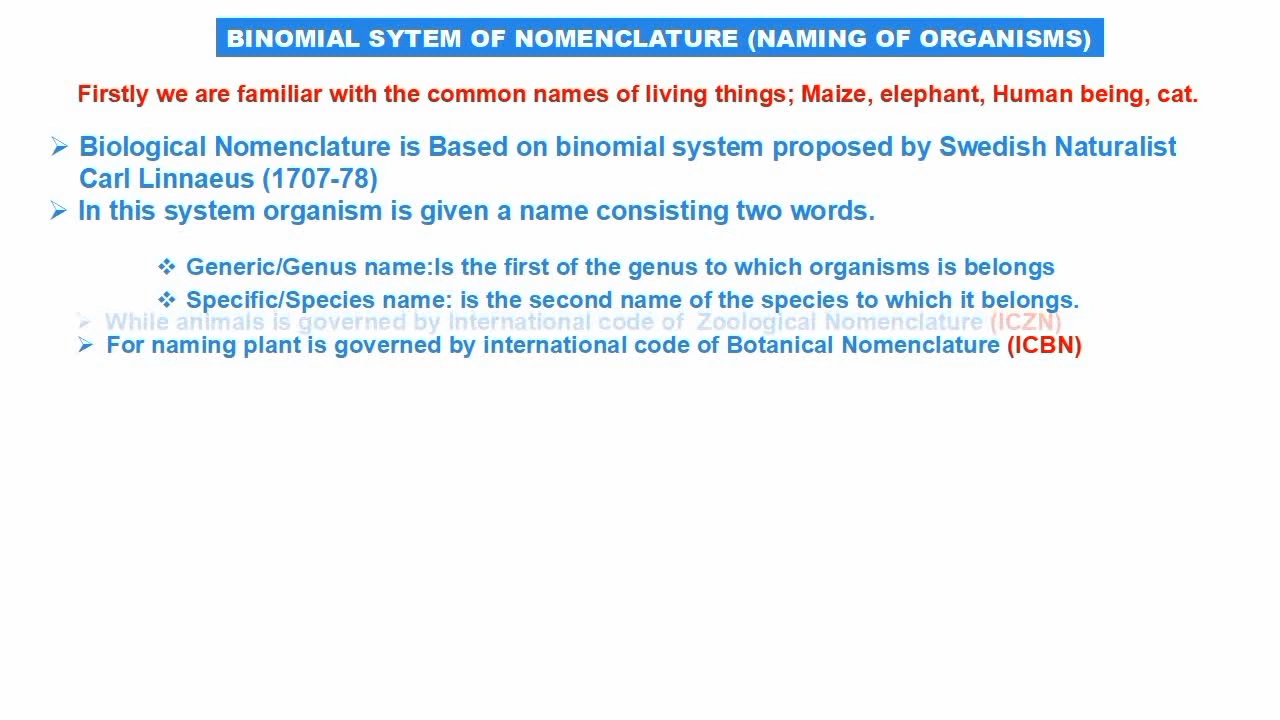 BINOMIAL SYTEM OF NOMENCLATURE (NAMING OF ORGANISMS)
Firstly we are familiar with the common names of living things; Maize, elephant, Human being, cat.
Biological Nomenclature is Based on binomial system proposed by Swedish Naturalist
Carl Linnaeus (1707-78)
In this system organism is given a name consisting two words.
Generic/Genus name:Is the first of the genus to which organisms is belongs
Specific/Species name: is the second name of the species to which it belongs.
While animals is governed by International code of Zoological Nomenclature (ICZN)
For naming plant is governed by international code of Botanical Nomenclature (ICBN)